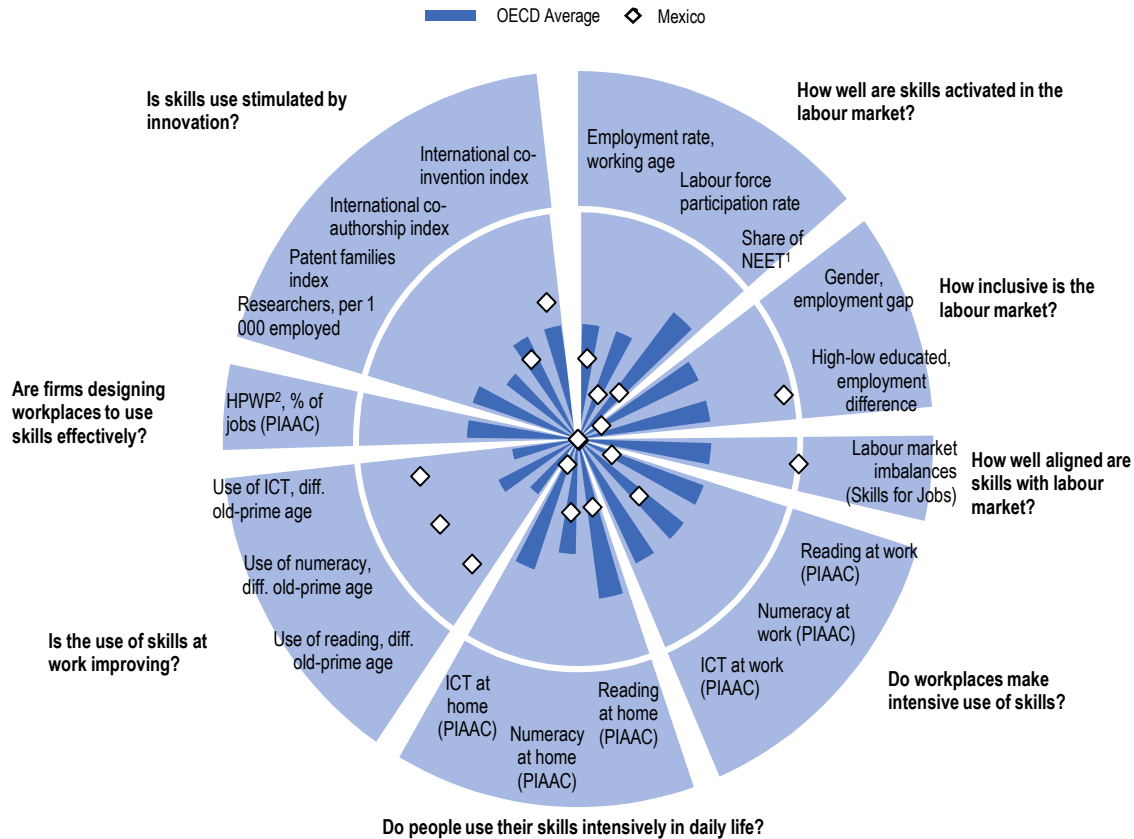 OECD Average
Mexico
Is skills use stimulated by
innovation?
How well are skills activated in the
labour market?
International co-
invention index
Employment rate,
working age
Labour force
participation rate
International co-
authorship index
Share of
NEET1
Patent families
index
Researchers, per 1
000 employed
Gender,
employment gap
How inclusive is the
labour market?
High-low educated,
employment
difference
Are firms designing
workplaces to use
skills effectively?
HPWP2, % of
jobs (PIAAC)
Labour market
imbalances
(Skills for Jobs)
How well aligned are
skills with labour
market?
Use of ICT, diff.
old-prime age
Reading at work
(PIAAC)
Use of numeracy,
diff. old-prime age
Numeracy at
work (PIAAC)
Is the use of skills at
work improving?
Use of reading, diff.
old-prime age
ICT at work
(PIAAC)
Do workplaces make
intensive use of skills?
ICT at
home
(PIAAC)
Numeracy
at home
(PIAAC)
Reading
at home
(PIAAC)
Do people use their skills intensively in daily life?